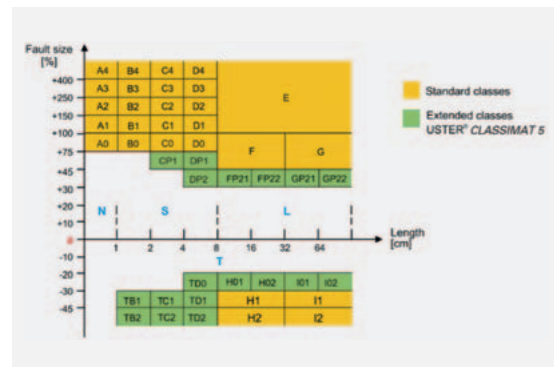 Fault size
[%]
+400
+250
+150
+100
+75
+45
+30
+20
+10
0
-10
-20
-30
-45
A4 B4 C4 D4
A3 B3 C3 D3
A2 B2 C2 D2
A1 B1 C1 D1
A0 B0 C0 D0
E
F G
CP1 DP1
DP2 FP21 FP22 GP21 GP22
N S L
1 2 4 8 16 32 64
Length
[cm]
T
TD0 H01 H02 I01 I02
TB1 TC1 TD1 H1 I1
TB2 TC2 TD2 H2 I2
Standard classes
Extended classes
USTER® CLASSIMAT 5